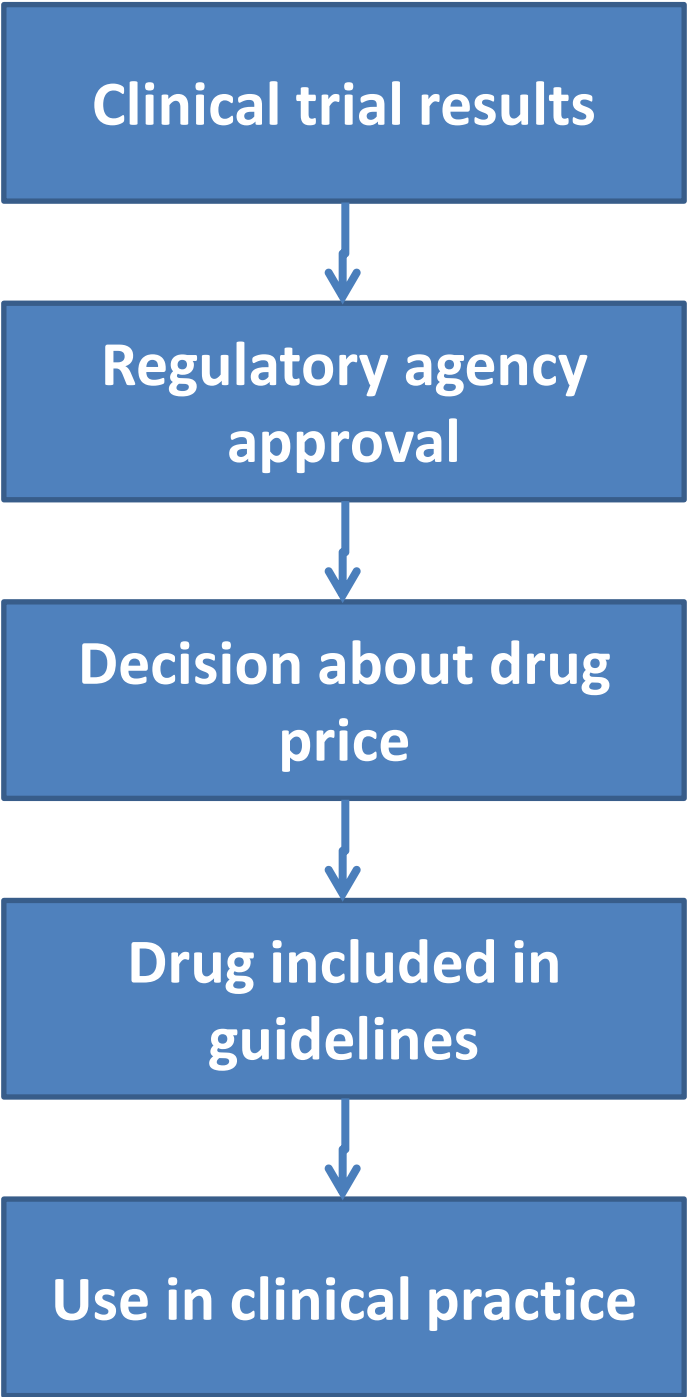 Clinical trial results
Regulatory agency
approval
Decision about drug
price
Drug included in
guidelines
Use in clinical practice